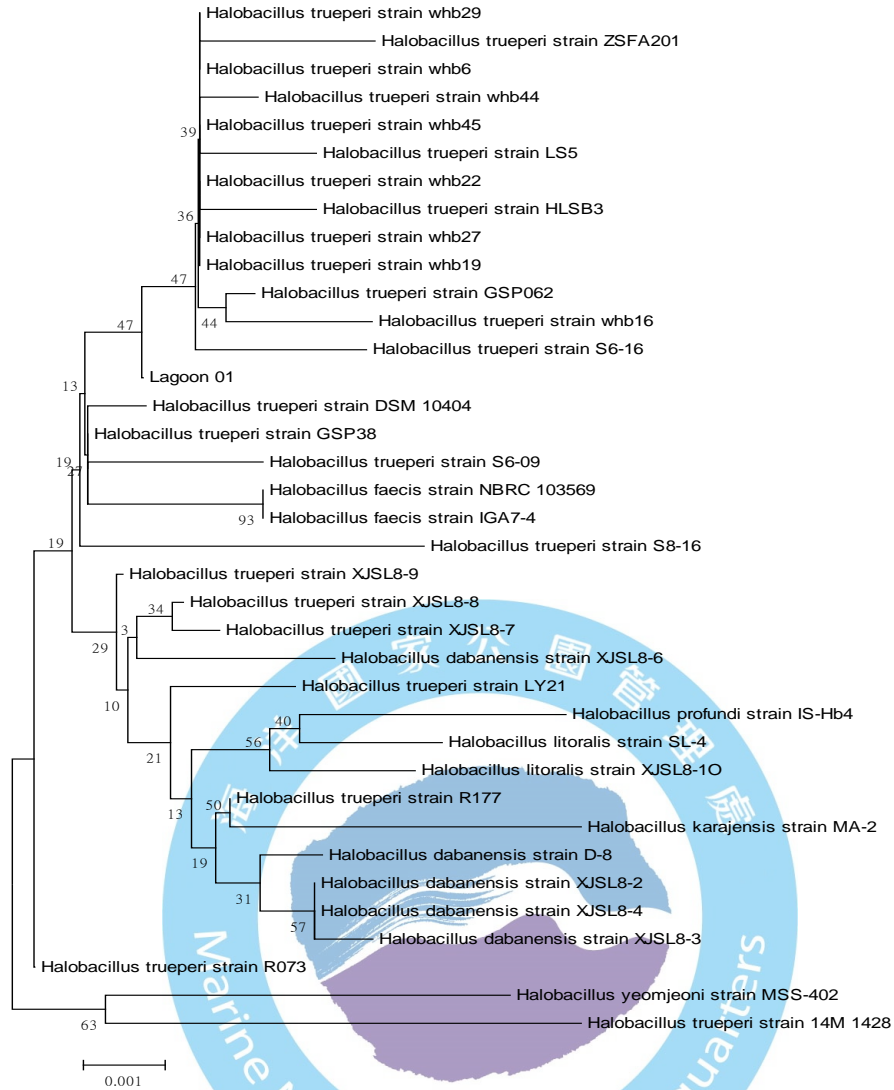 Halobacillus trueperi strain whb29
Halobacillus trueperi strain ZSFA201
Halobacillus trueperi strain whb6
Halobacillus trueperi strain whb44
39
Halobacillus trueperi strain whb45
Halobacillus trueperi strain LS5
Halobacillus trueperi strain whb22
36
Halobacillus trueperi strain HLSB3
Halobacillus trueperi strain whb27
Halobacillus trueperi strain whb19
47
Halobacillus trueperi strain GSP062
44
Halobacillus trueperi strain whb16
47
Halobacillus trueperi strain S6-16
Lagoon 01
13
Halobacillus trueperi strain DSM 10404
Halobacillus trueperi strain GSP38
19
27
Halobacillus trueperi strain S6-09
Halobacillus faecis strain NBRC 103569
93
Halobacillus faecis strain IGA7-4
19
Halobacillus trueperi strain S8-16
Halobacillus trueperi strain XJSL8-9
34
Halobacillus trueperi strain XJSL8-8
3
Halobacillus trueperi strain XJSL8-7
29
Halobacillus dabanensis strain XJSL8-6
10
Halobacillus trueperi strain LY21
40
Halobacillus profundi strain IS-Hb4
56
Halobacillus litoralis strain SL-4
21
Halobacillus litoralis strain XJSL8-1O
50
Halobacillus trueperi strain R177
13
Halobacillus karajensis strain MA-2
19
Halobacillus dabanensis strain D-8
31
Halobacillus dabanensis strain XJSL8-2
Halobacillus dabanensis strain XJSL8-4
57
Halobacillus dabanensis strain XJSL8-3
Halobacillus trueperi strain R073
Halobacillus yeomjeoni strain MSS-402
63
Halobacillus trueperi strain 14M 1428
0.001
海洋國家公園管理處
Marine